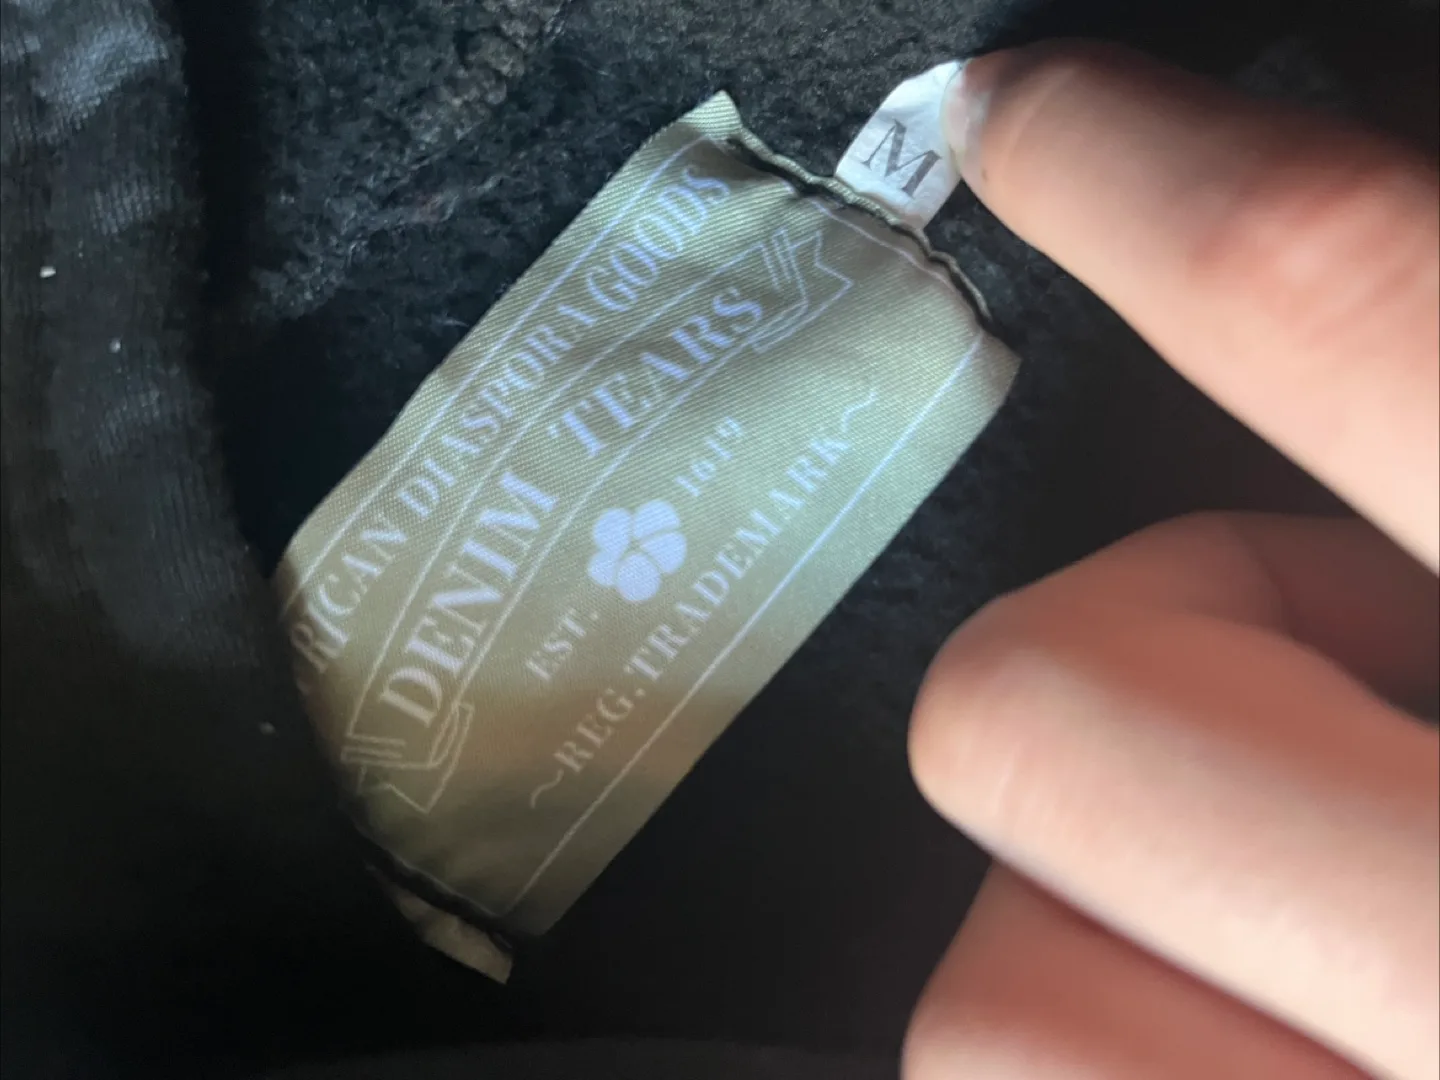 RICAN DIASPORA GOODS
DENIM TEARS
EST. 1619
~REG. TRADEMARK~
M